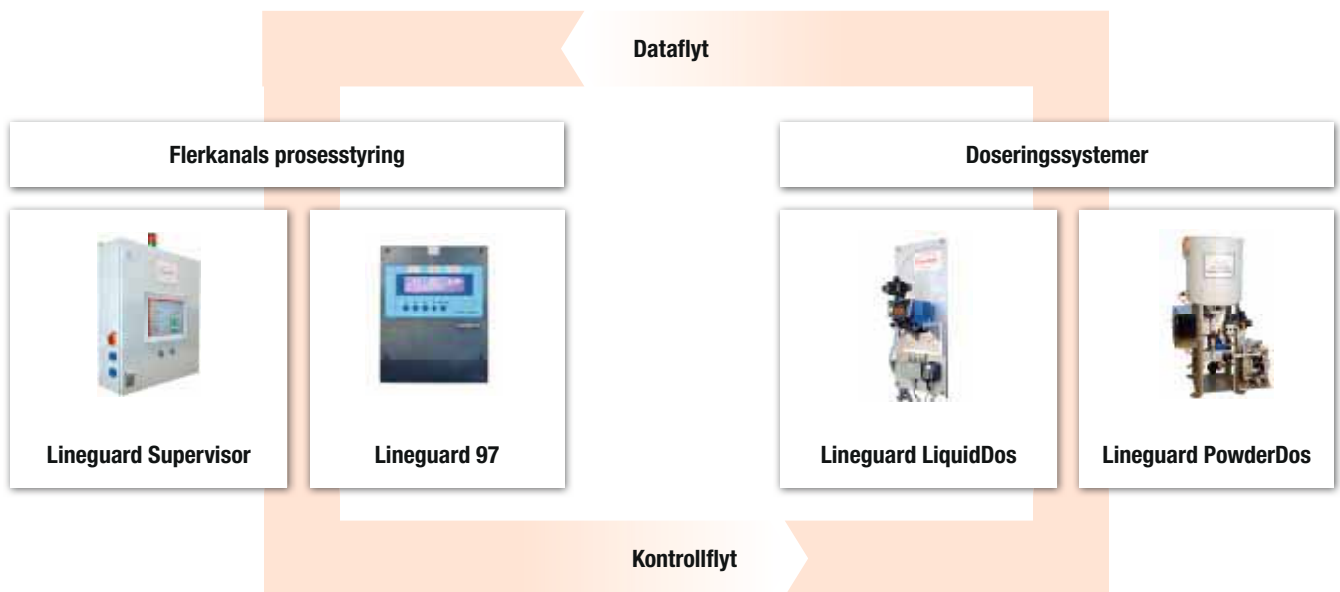 Dataflyt
Flerkanals prosesstyring
Doseringssystemer
Lineguard Supervisor
Lineguard 97
Lineguard LiquidDos
Lineguard PowderDos
Kontrollflyt